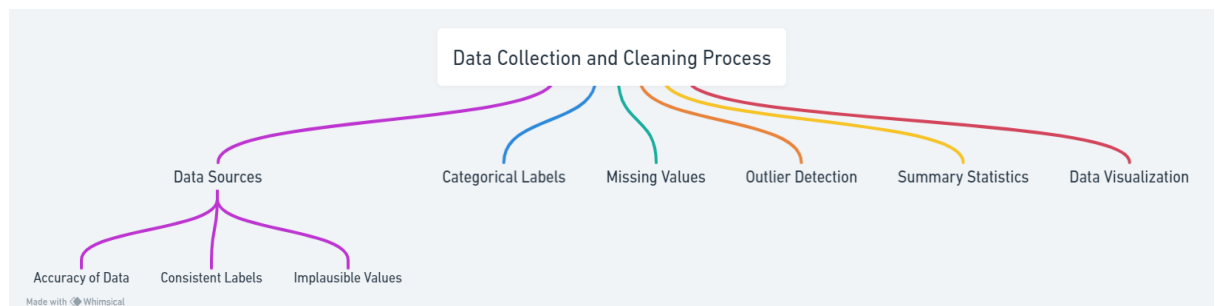 Data Collection and Cleaning Process
Data Sources
Categorical Labels
Missing Values
Outlier Detection
Summary Statistics
Data Visualization
Accuracy of Data
Consistent Labels
Implausible Values
Made with Whimsical